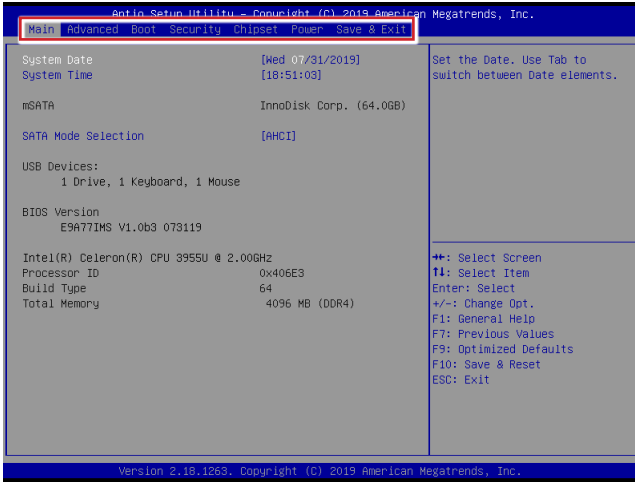 Aptio Setup Utility - Copyright (C) 2019 American Megatrends, Inc.
Main Advanced Boot Security Chipset Power Save & Exit
System Date [Wed 07/31/2019]
System Time [18:51:03]
mSATA InnoDisk Corp. (64.0GB)
SATA Mode Selection [AHCI]
USB Devices:
1 Drive, 1 Keyboard, 1 Mouse
BIOS Version
E9A77IMS V1.0b3 073119
Intel(R) Celeron(R) CPU 3955U @ 2.00GHz
Processor ID 0x406E3
Build Type 64
Total Memory 4096 MB (DDR4)
Set the Date. Use Tab to
switch between Date elements.
→←: Select Screen
↑↓: Select Item
Enter: Select
+/-: Change Opt.
F1: General Help
F7: Previous Values
F9: Optimized Defaults
F10: Save & Reset
ESC: Exit
Version 2.18.1263. Copyright (C) 2019 American Megatrends, Inc.